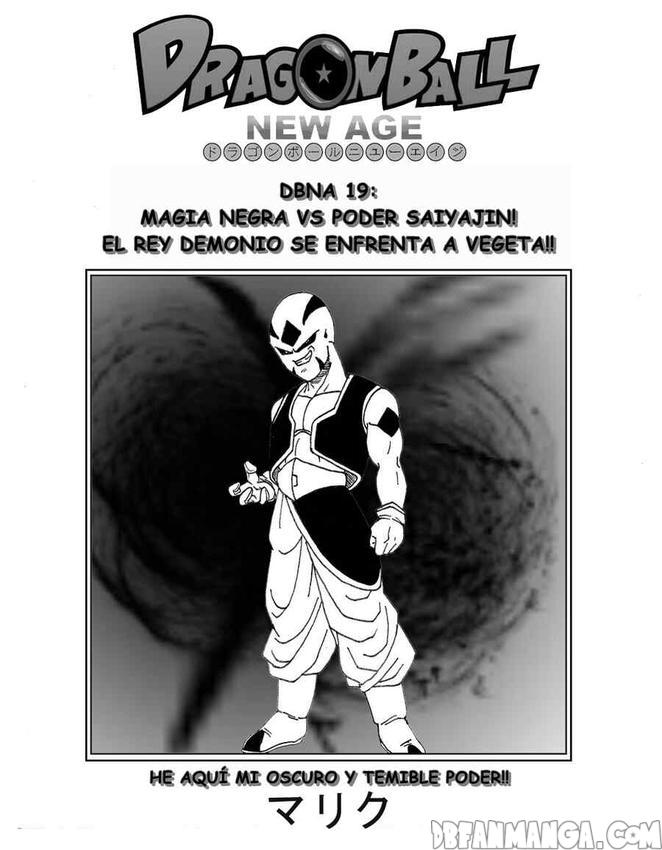 DRAGON BALL
NEW AGE
ドラゴンボールニューエイジ
DBNA 19:
MAGIA NEGRA VS PODER SAIYAJIN!
EL REY DEMONIO SE ENFRENTA A VEGETA!!
HE AQUÍ MI OSCURO Y TEMIBLE PODER!!
マリク
DBFANMANGA.COM